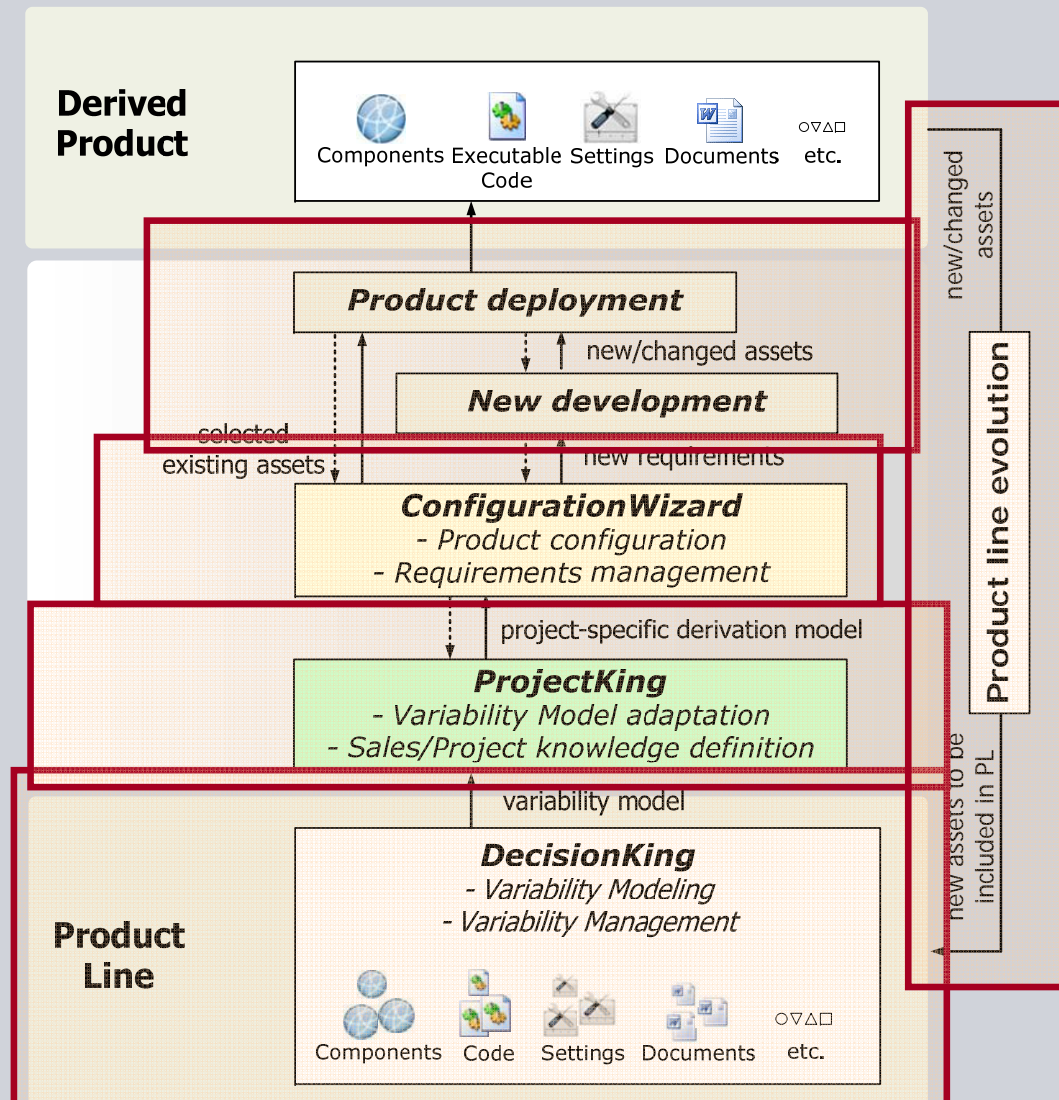 Derived
Product
Components
Executable
Code
Settings
Documents
○▽△□
etc.
new/changed
assets
Product deployment
new/changed assets
New development
selected
existing assets
new requirements
ConfigurationWizard
- Product configuration
- Requirements management
Product line evolution
project-specific derivation model
ProjectKing
- Variability Model adaptation
- Sales/Project knowledge definition
new assets to be
included in PL
variability model
DecisionKing
- Variability Modeling
- Variability Management
Product
Line
Components
Code
Settings
Documents
○▽△□
etc.